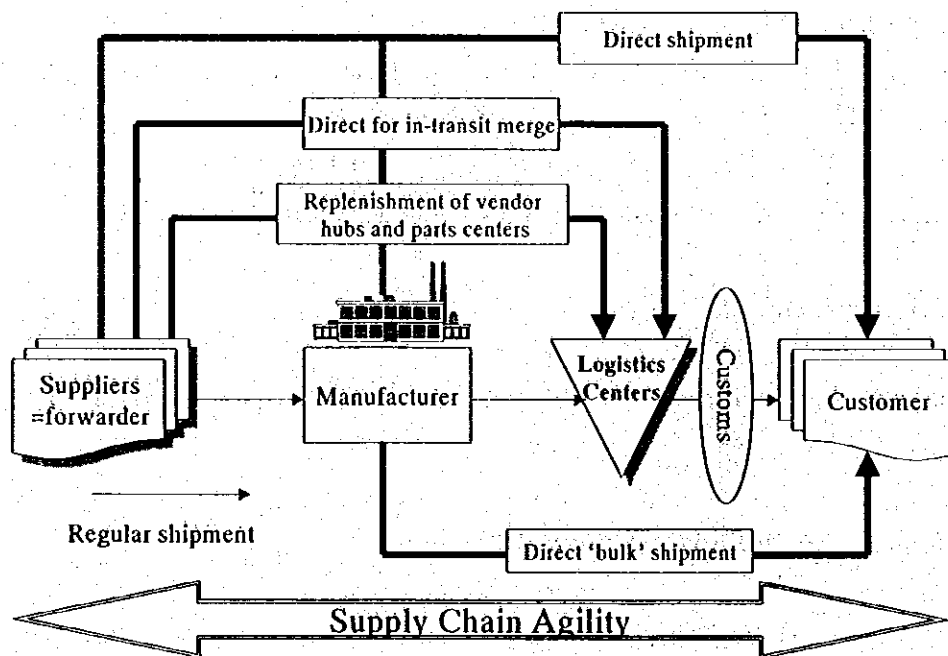 Direct shipment
Direct for in-transit merge
Replenishment of vendor
hubs and parts centers
Suppliers
=forwarder
Manufacturer
Logistics
Centers
Customs
Customer
Regular shipment
Direct 'bulk' shipment
Supply Chain Agility